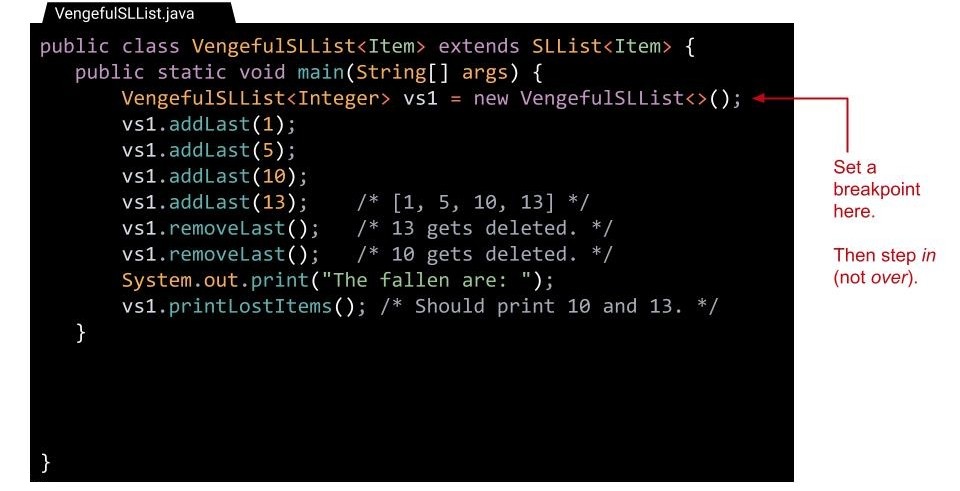 VengefulSLList.java
public class VengefulSLList<Item> extends SLList<Item> {
public static void main(String[] args) {
VengefulSLList<Integer> vs1 = new VengefulSLList<>();
vs1.addLast(1);
vs1.addLast(5);
vs1.addLast(10);
vs1.addLast(13); /* [1, 5, 10, 13] */
vs1.removeLast(); /* 13 gets deleted. */
vs1.removeLast(); /* 10 gets deleted. */
System.out.print("The fallen are: ");
vs1.printLostItems(); /* Should print 10 and 13. */
}
}
Set a
breakpoint
here.
Then step in
(not over).